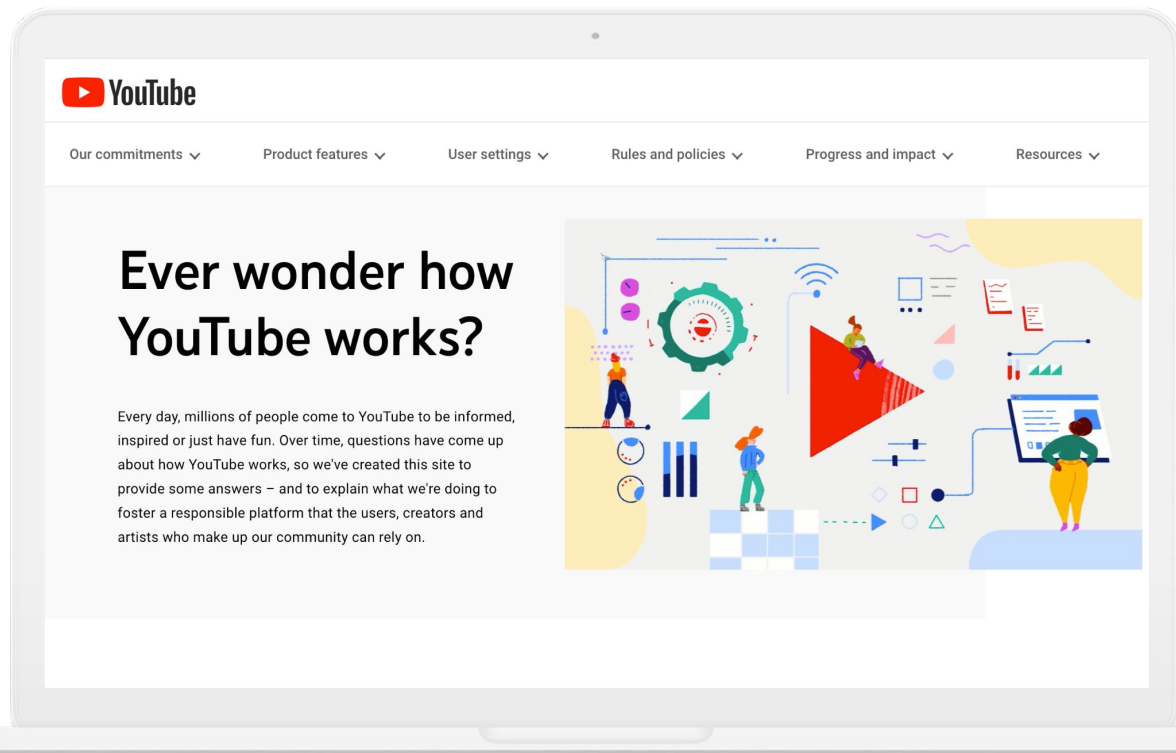 YouTube
Our commitments
Product features
User settings
Rules and policies
Progress and impact
Resources
Ever wonder how
YouTube works?
Every day, millions of people come to YouTube to be informed,
inspired or just have fun. Over time, questions have come up
about how YouTube works, so we've created this site to
provide some answers – and to explain what we're doing to
foster a responsible platform that the users, creators and
artists who make up our community can rely on.